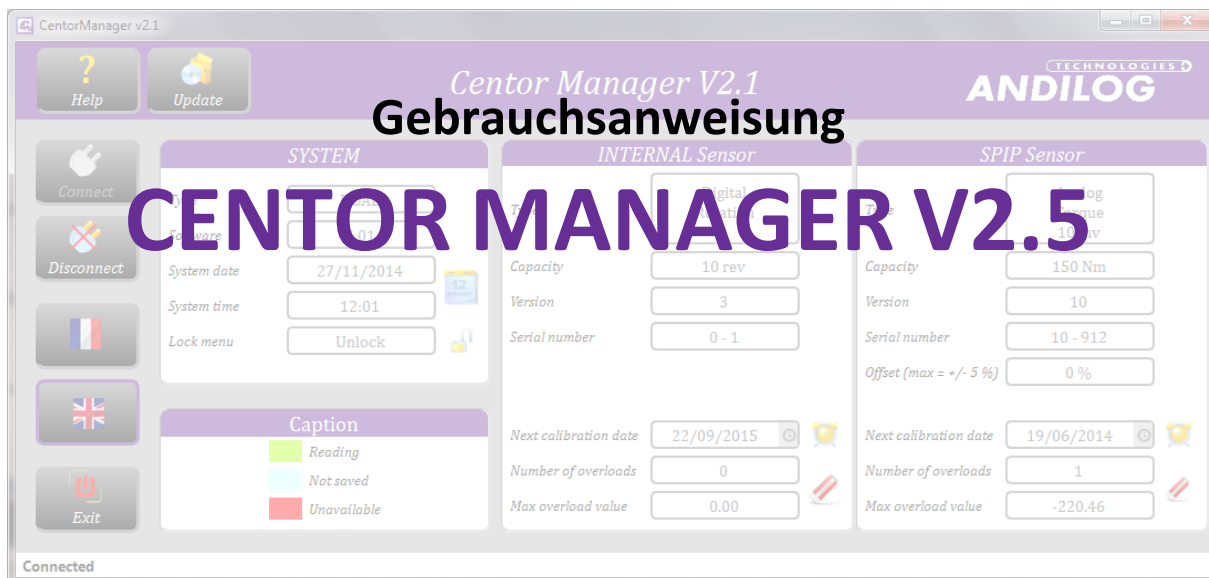 CentorManager v2.1
? Help
Update
Centor Manager V2.1
TECHNOLOGIES
ANDILOG
Gebrauchsanweisung
CENTOR MANAGER V2.5
Connect
Disconnect
Exit
SYSTEM
System date 27/11/2014
12
System time 12:01
Lock menu Unlock
Caption
Reading
Not saved
Unavailable
INTERNAL Sensor
Capacity 10 rev
Version 3
Serial number 0 - 1
Next calibration date 22/09/2015
Number of overloads 0
Max overload value 0.00
SPIP Sensor
Capacity 150 Nm
Version 10
Serial number 10 - 912
Offset (max = +/- 5 %) 0 %
Next calibration date 19/06/2014
Number of overloads 1
Max overload value -220.46
Connected